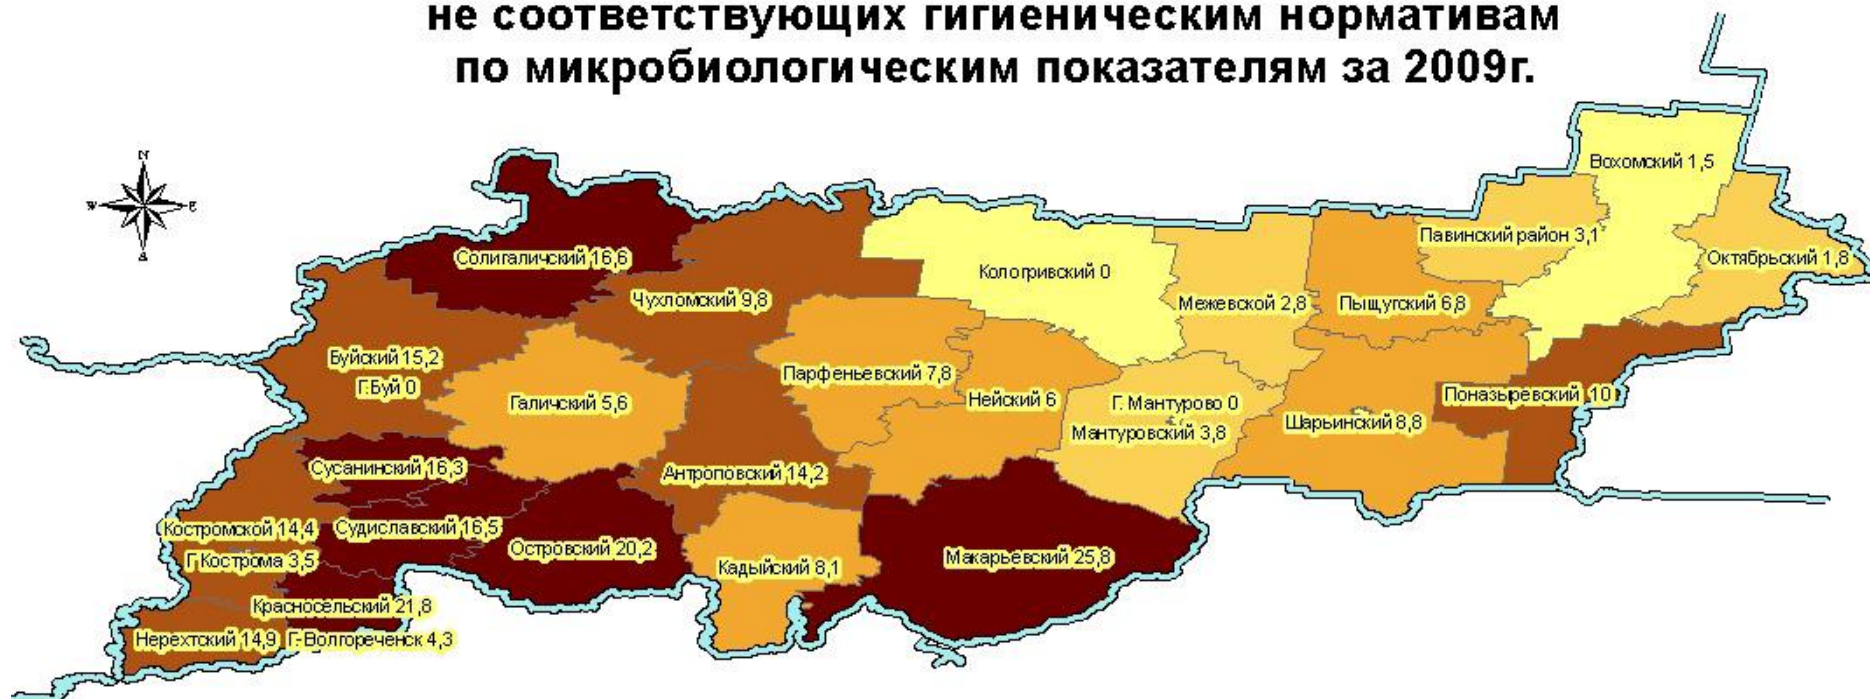 не соответствующих гигиеническим нормативам
по микробиологическим показателям за 2009г.
N
W
E
Вохомский 1,5
Павинский район 3,1
Октябрьский 1,8
Солигаличский 16,6
Кологривский 0
Чухломский 9,8
Межевской 2,8
Пыщугский 6,8
Буйский 15,2
Г.Буй 0
Парфеньевский 7,8
Галичский 5,6
Нейский 6
Г. Мантурово 0
Мантуровский 3,8
Шарьинский 8,8
Поназыревский 10
Сусанинский 16,3
Антроповский 14,2
Костромской 14,4
Судиславский 16,5
Г Кострома 3,5
Островский 20,2
Кадыйский 8,1
Макарьевский 25,8
Красносельский 21,8
Нерехтский 14,9
Г. Волгореченск 4,3